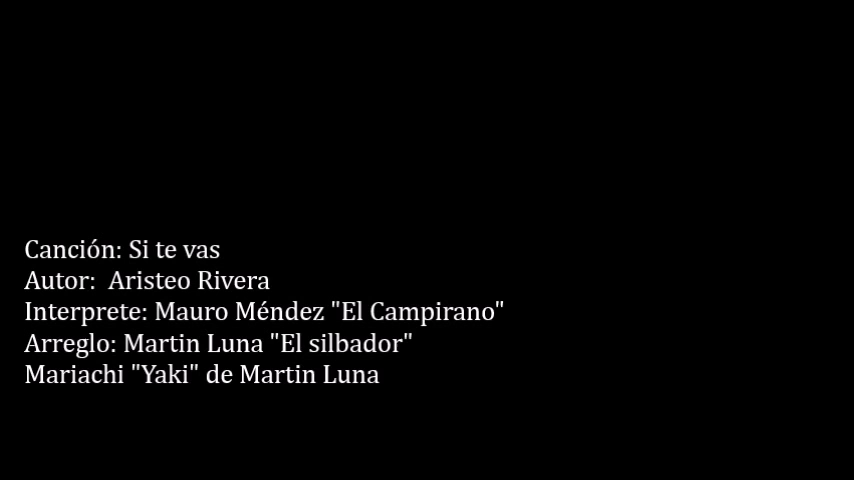 Canción: Si te vas
Autor:  Aristeo Rivera
Interprete: Mauro Méndez "El Campirano"
Arreglo: Martin Luna "El silbador"
Mariachi "Yaki" de Martin Luna